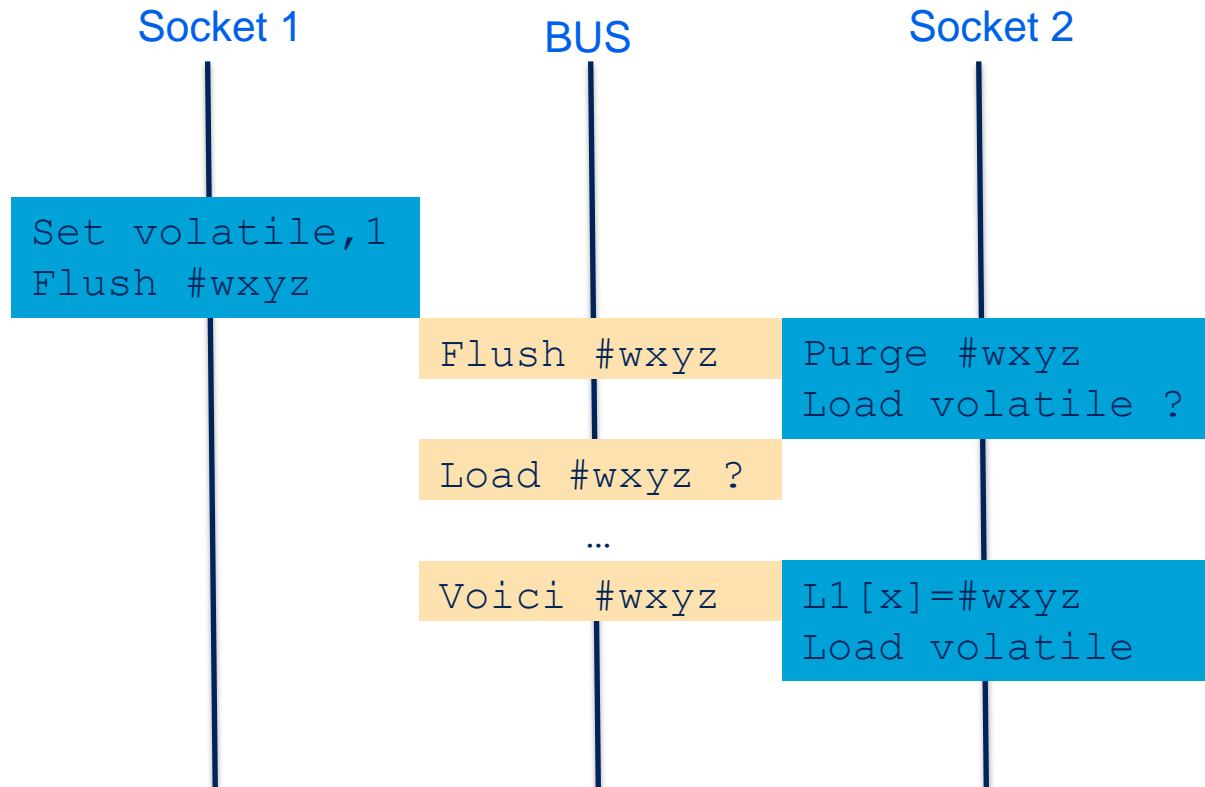 Socket 1
BUS
Socket 2
Set volatile,1
Flush #wxyz
Flush #wxyz
Purge #wxyz
Load volatile ?
Load #wxyz ?
…
Voici #wxyz
L1[x]=#wxyz
Load volatile